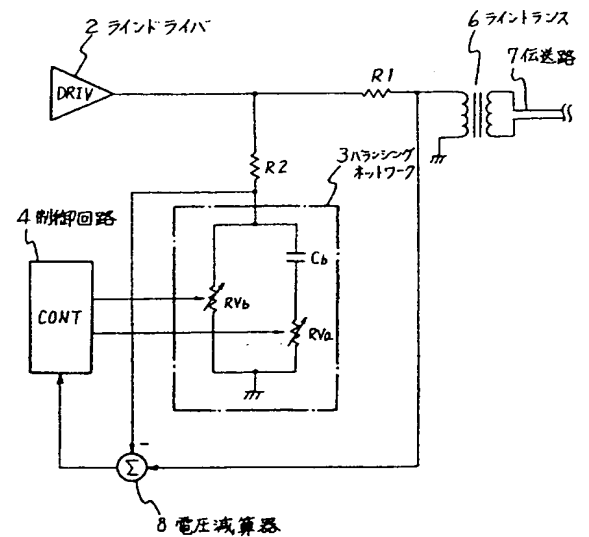 2 ラインドライバ
DRIV
R1
6 ライントランス
7 伝送路
R2
3 ハランシング
ネットワーク
4 制御回路
CONT
Cb
RVb
RVa
−
Σ
8 電圧減算器